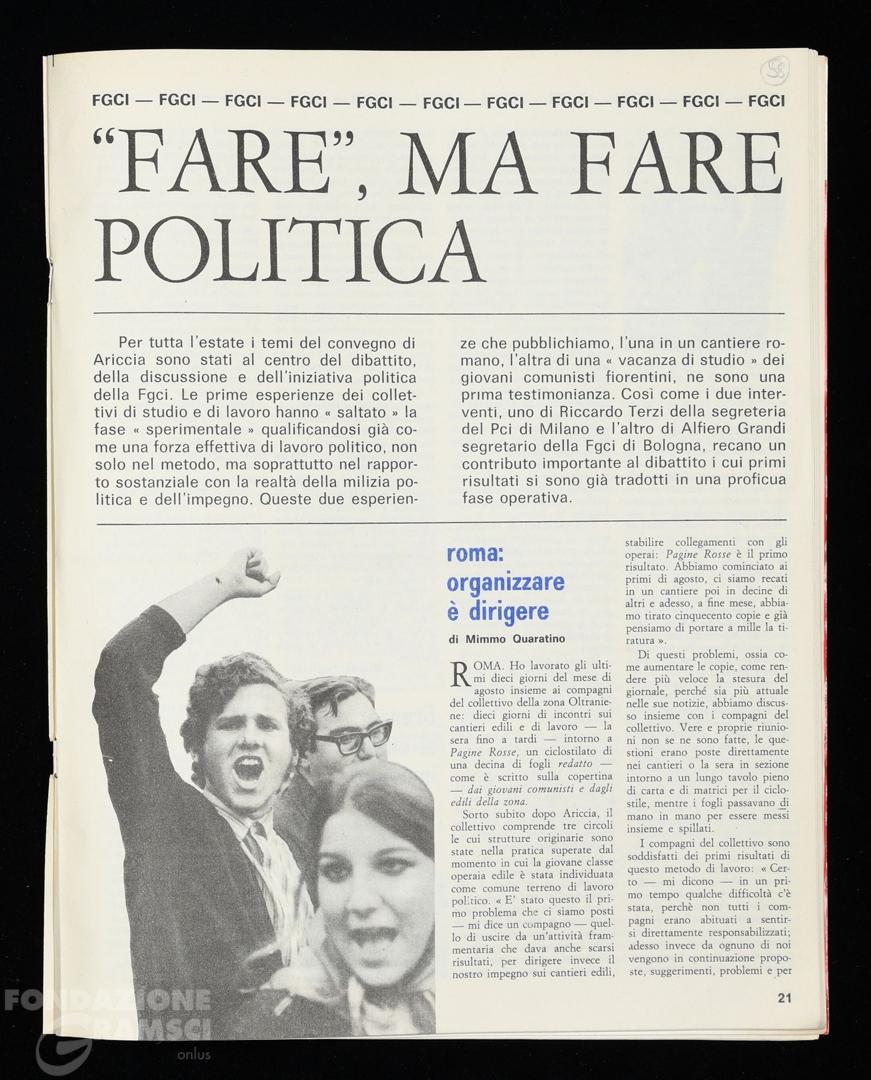 58
FGCI — FGCI — FGCI — FGCI — FGCI — FGCI — FGCI — FGCI — FGCI — FGCI — FGCI
“FARE”, MA FARE
POLITICA
Per tutta l'estate i temi del convegno di
Ariccia sono stati al centro del dibattito,
della discussione e dell'iniziativa politica
della Fgci. Le prime esperienze dei collet-
tivi di studio e di lavoro hanno « saltato » la
fase « sperimentale » qualificandosi già co-
me una forza effettiva di lavoro politico, non
solo nel metodo, ma soprattutto nel rappor-
to sostanziale con la realtà della milizia po-
litica e dell'impegno. Queste due esperien-
ze che pubblichiamo, l'una in un cantiere ro-
mano, l'altra di una « vacanza di studio » dei
giovani comunisti fiorentini, ne sono una
prima testimonianza. Così come i due inter-
venti, uno di Riccardo Terzi della segreteria
del Pci di Milano e l'altro di Alfiero Grandi
segretario della Fgci di Bologna, recano un
contributo importante al dibattito i cui primi
risultati si sono già tradotti in una proficua
fase operativa.
roma:
organizzare
è dirigere
di Mimmo Quaratino
ROMA. Ho lavorato gli ulti-
mi dieci giorni del mese di
agosto insieme ai compagni
del collettivo della zona Oltranie-
ne: dieci giorni di incontri sui
cantieri edili e di lavoro — la
sera fino a tardi — intorno a
Pagine Rosse, un ciclostilato di
una decina di fogli redatto —
come è scritto sulla copertina
— dai giovani comunisti e dagli
edili della zona.
Sorto subito dopo Ariccia, il
collettivo comprende tre circoli
le cui strutture originarie sono
state nella pratica superate dal
momento in cui la giovane classe
operaia edile è stata individuata
come comune terreno di lavoro
politico. « E' stato questo il pri-
mo problema che ci siamo posti
— mi dice un compagno — quel-
lo di uscire da un'attività fram-
mentaria che dava anche scarsi
risultati, per dirigere invece il
nostro impegno sui cantieri edili,
stabilire collegamenti con gli
operai: Pagine Rosse è il primo
risultato. Abbiamo cominciato ai
primi di agosto, ci siamo recati
in un cantiere poi in decine di
altri e adesso, a fine mese, abbia-
mo tirato cinquecento copie e già
pensiamo di portare a mille la ti-
ratura ».
Di questi problemi, ossia co-
me aumentare le copie, come ren-
dere più veloce la stesura del
giornale, perché sia più attuale
nelle sue notizie, abbiamo discus-
so insieme con i compagni del
collettivo. Vere e proprie riunio-
ni non se ne sono fatte, le que-
stioni erano poste direttamente
nei cantieri o la sera in sezione
intorno a un lungo tavolo pieno
di carta e di matrici per il ciclo-
stile, mentre i fogli passavano di
mano in mano per essere messi
insieme e spillati.
I compagni del collettivo sono
soddisfatti dei primi risultati di
questo metodo di lavoro: « Cer-
to — mi dicono — in un pri-
mo tempo qualche difficoltà c'è
stata, perchè non tutti i com-
pagni erano abituati a sentir-
si direttamente responsabilizzati;
adesso invece da ognuno di noi
vengono in continuazione propo-
ste, suggerimenti, problemi e per
21
FONDAZIONE
GRAMSCI
onlus